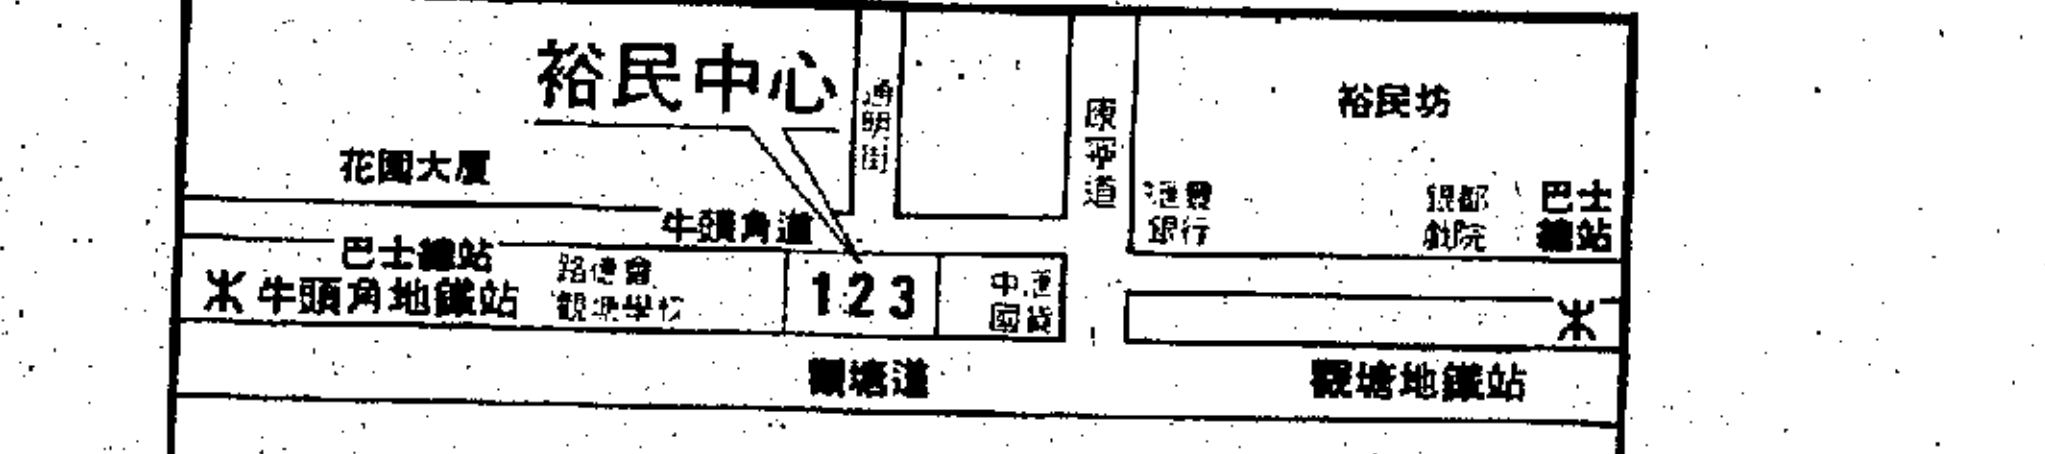 裕民中心
通明街
康寧道
裕民坊
花園大廈
滙豐
銀行
銀都
戲院
巴士
總站
牛頭角道
巴士總站
牛頭角地鐵站
路德會
觀塘學校
123
中滙
國貨
觀塘道
觀塘地鐵站